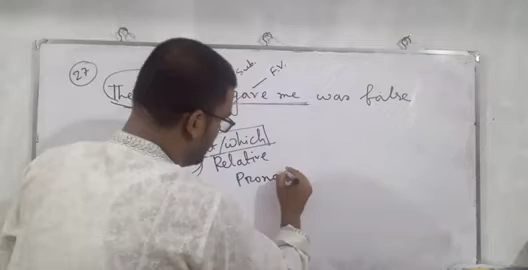 Sub. F.V.
27 The gave me was false
/which
Relative
Prono